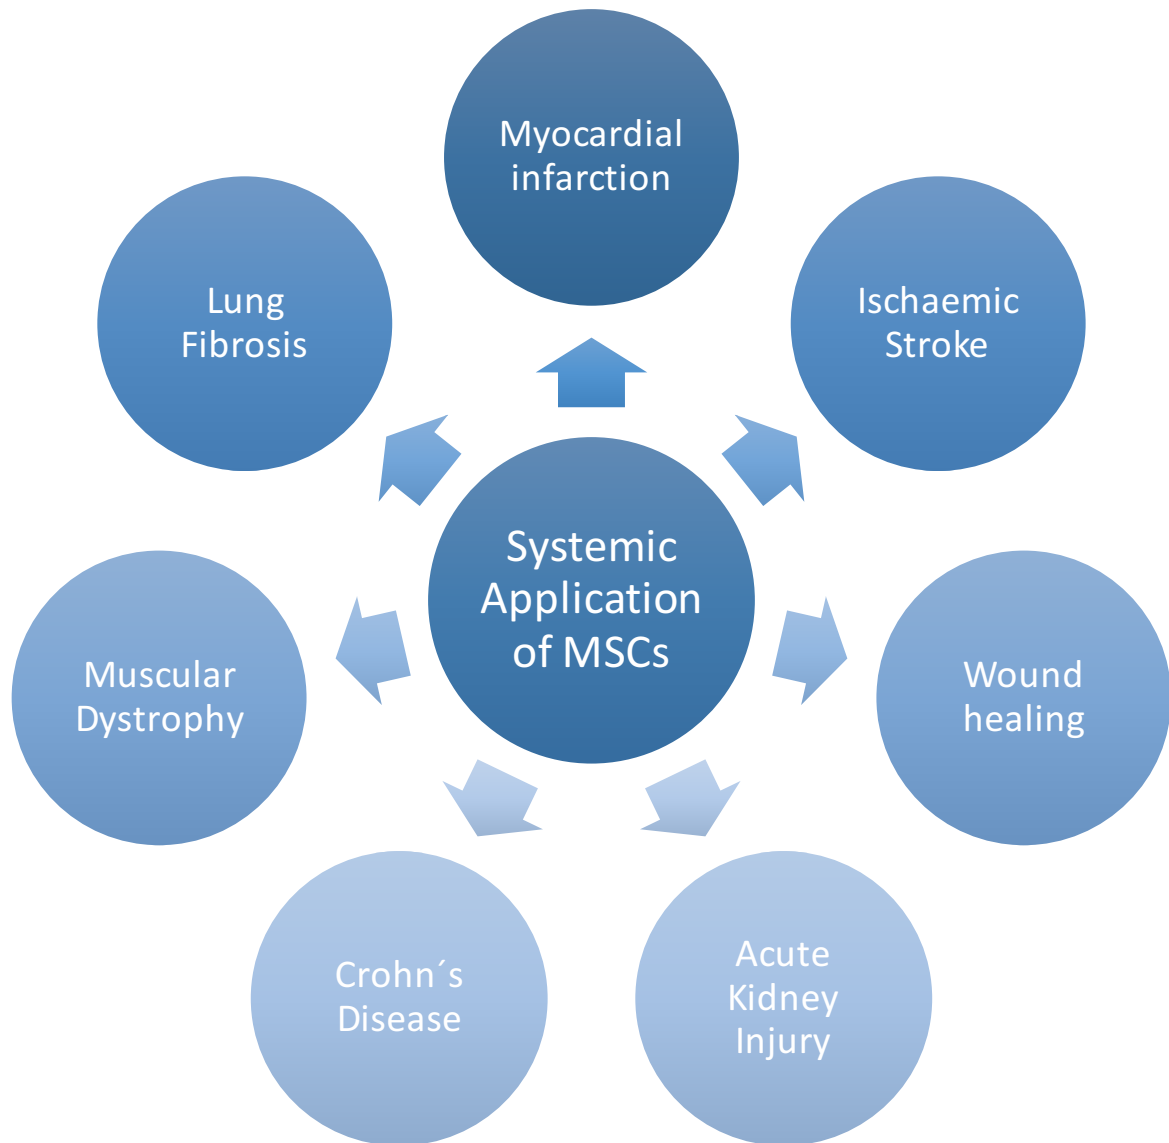 Myocardial
infarction
Ischaemic
Stroke
Wound
healing
Acute
Kidney
Injury
Crohn´s
Disease
Muscular
Dystrophy
Lung
Fibrosis
Systemic
Application
of MSCs